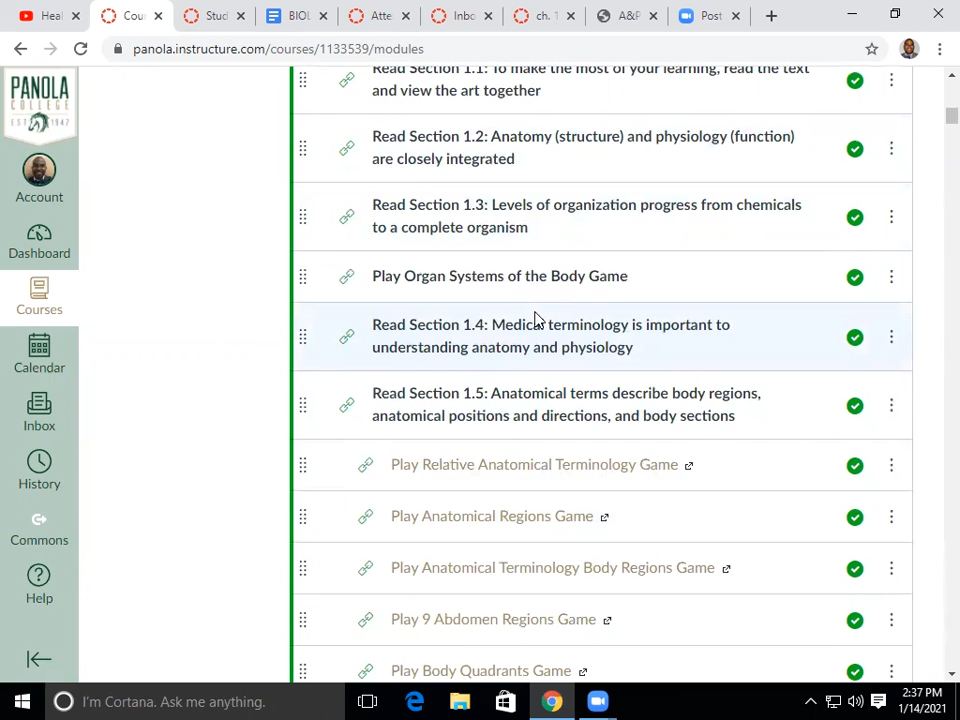 Heal
Cour
Stud
BIOL
Atte
Inbo
ch. 1
A&P
Post
panola.instructure.com/courses/1133539/modules
PANOLA
COLLEGE
EST 1947
Account
Dashboard
Courses
Calendar
Inbox
History
Commons
Help
Read Section 1.1: To make the most of your learning, read the text
and view the art together
Read Section 1.2: Anatomy (structure) and physiology (function)
are closely integrated
Read Section 1.3: Levels of organization progress from chemicals
to a complete organism
Play Organ Systems of the Body Game
Read Section 1.4: Medical terminology is important to
understanding anatomy and physiology
Read Section 1.5: Anatomical terms describe body regions,
anatomical positions and directions, and body sections
Play Relative Anatomical Terminology Game
Play Anatomical Regions Game
Play Anatomical Terminology Body Regions Game
Play 9 Abdomen Regions Game
Play Body Quadrants Game
I'm Cortana. Ask me anything.
2:37 PM
1/14/2021